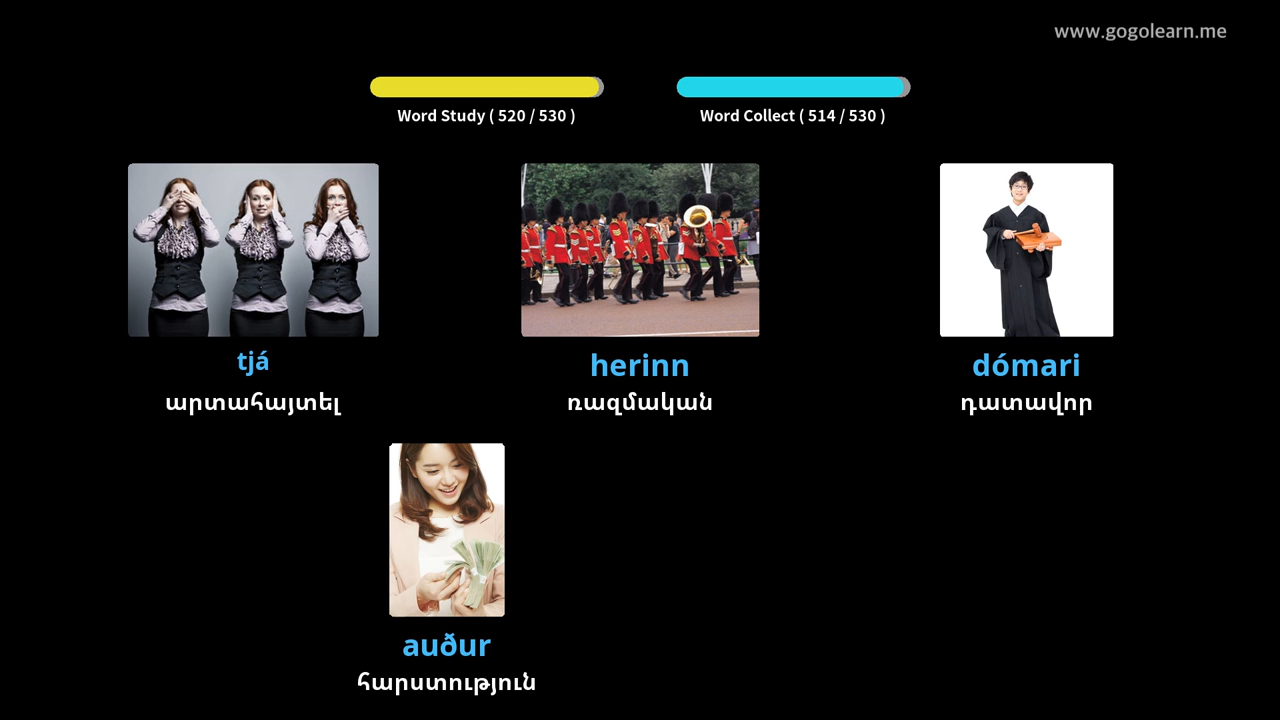 www.gogolearn.me
Word Study ( 520 / 530 )
Word Collect ( 514 / 530 )
tjá
արտահայտել
herinn
ռազմական
dómari
դատավոր
auður
հարստություն